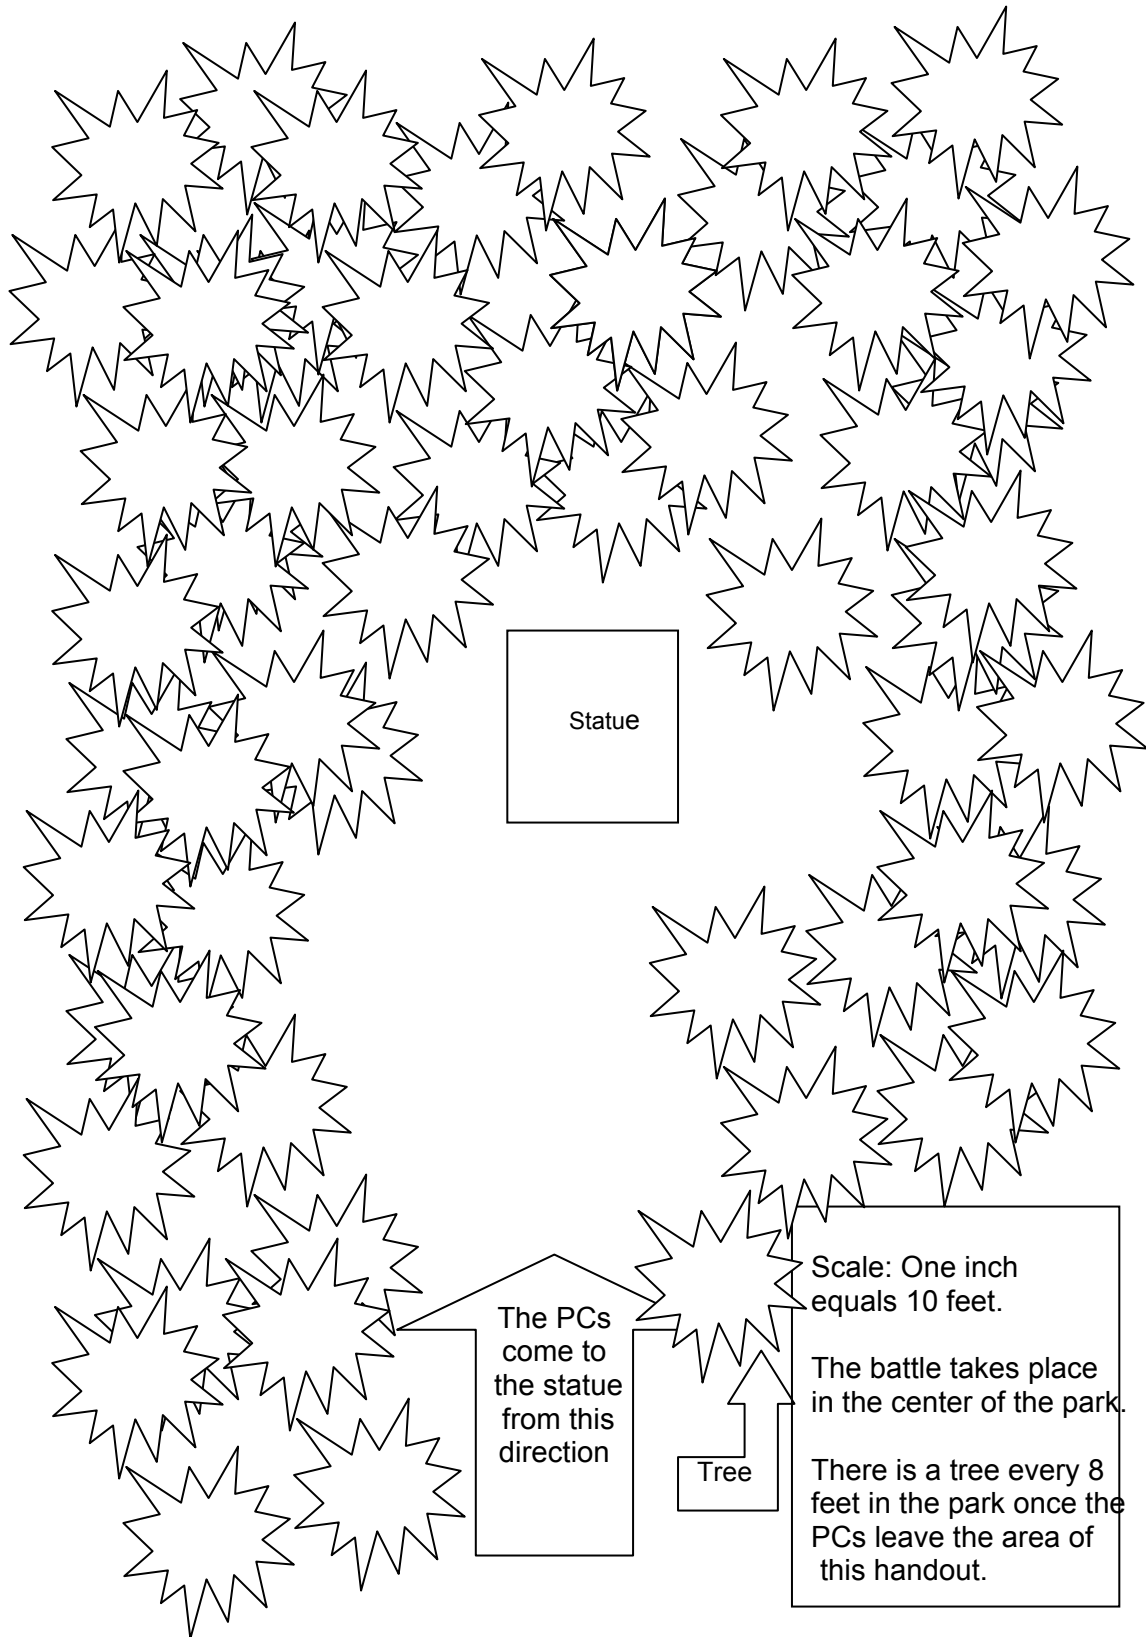 Statue
The PCs
come to
the statue
from this
direction
Tree
Scale: One inch
equals 10 feet.
The battle takes place
in the center of the park.
There is a tree every 8
feet in the park once the
PCs leave the area of
this handout.